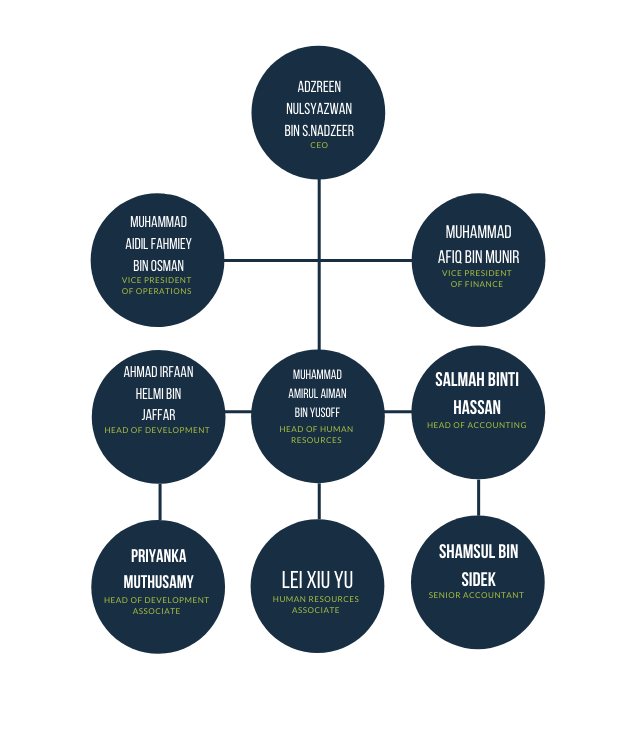 ADZREEN
NULSYAZWAN
BIN S.NADZEER
CEO
MUHAMMAD
AIDIL FAHMIEY
BIN OSMAN
VICE PRESIDENT
OF OPERATIONS
MUHAMMAD
AFIQ BIN MUNIR
VICE PRESIDENT
OF FINANCE
AHMAD IRFAAN
HELMI BIN
JAFFAR
HEAD OF DEVELOPMENT
MUHAMMAD
AMIRUL AIMAN
BIN YUSOFF
HEAD OF HUMAN
RESOURCES
SALMAH BINTI
HASSAN
HEAD OF ACCOUNTING
PRIYANKA
MUTHUSAMY
HEAD OF DEVELOPMENT
ASSOCIATE
LEI XIU YU
HUMAN RESOURCES
ASSOCIATE
SHAMSUL BIN
SIDEK
SENIOR ACCOUNTANT